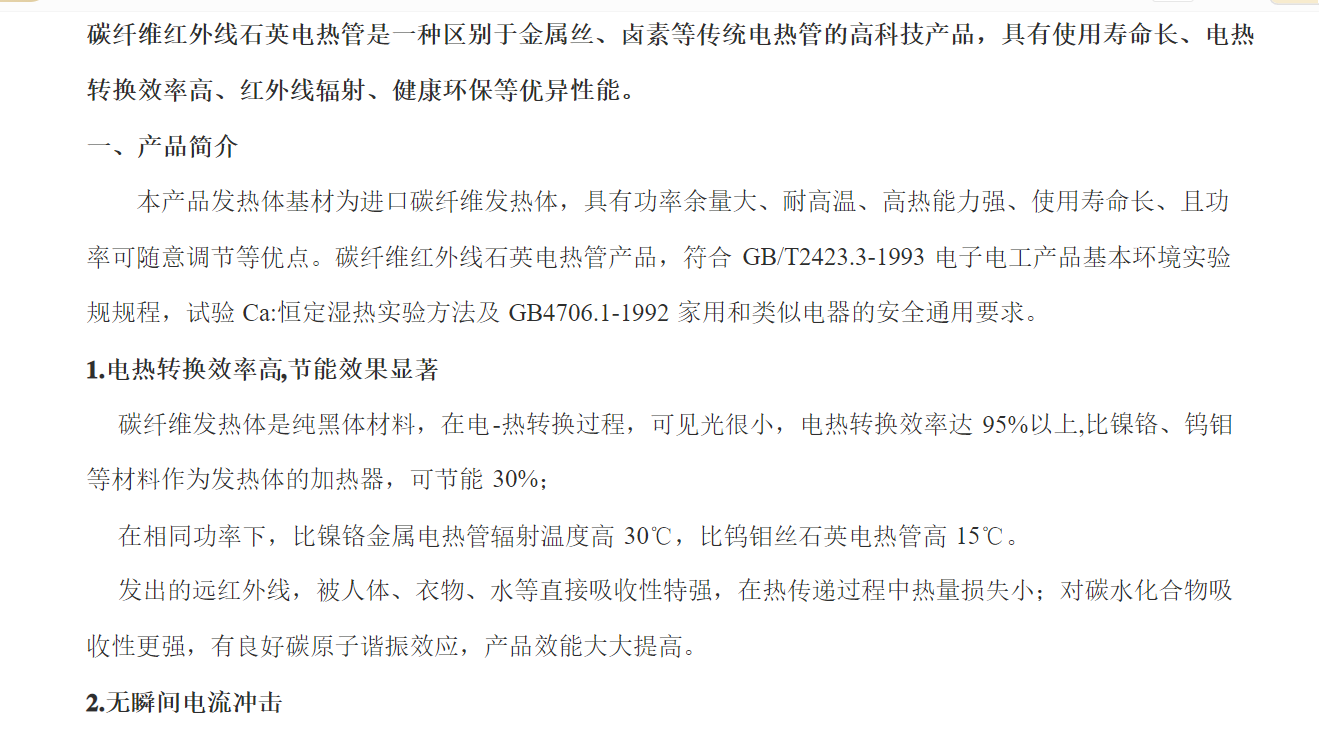 碳纤维红外线石英电热管是一种区别于金属丝、卤素等传统电热管的高科技产品，具有使用寿命长、电热
转换效率高、红外线辐射、健康环保等优异性能。
一、产品简介
本产品发热体基材为进口碳纤维发热体，具有功率余量大、耐高温、高热能力强、使用寿命长、且功
率可随意调节等优点。碳纤维红外线石英电热管产品，符合 GB/T2423.3-1993 电子电工产品基本环境实验
规规程，试验 Ca:恒定湿热实验方法及 GB4706.1-1992 家用和类似电器的安全通用要求。
1.电热转换效率高,节能效果显著
碳纤维发热体是纯黑体材料，在电-热转换过程，可见光很小，电热转换效率达 95%以上,比镍铬、钨钼
等材料作为发热体的加热器，可节能 30%；
在相同功率下，比镍铬金属电热管辐射温度高 30℃，比钨钼丝石英电热管高 15℃。
发出的远红外线，被人体、衣物、水等直接吸收性特强，在热传递过程中热量损失小；对碳水化合物吸
收性更强，有良好碳原子谐振效应，产品效能大大提高。
2.无瞬间电流冲击